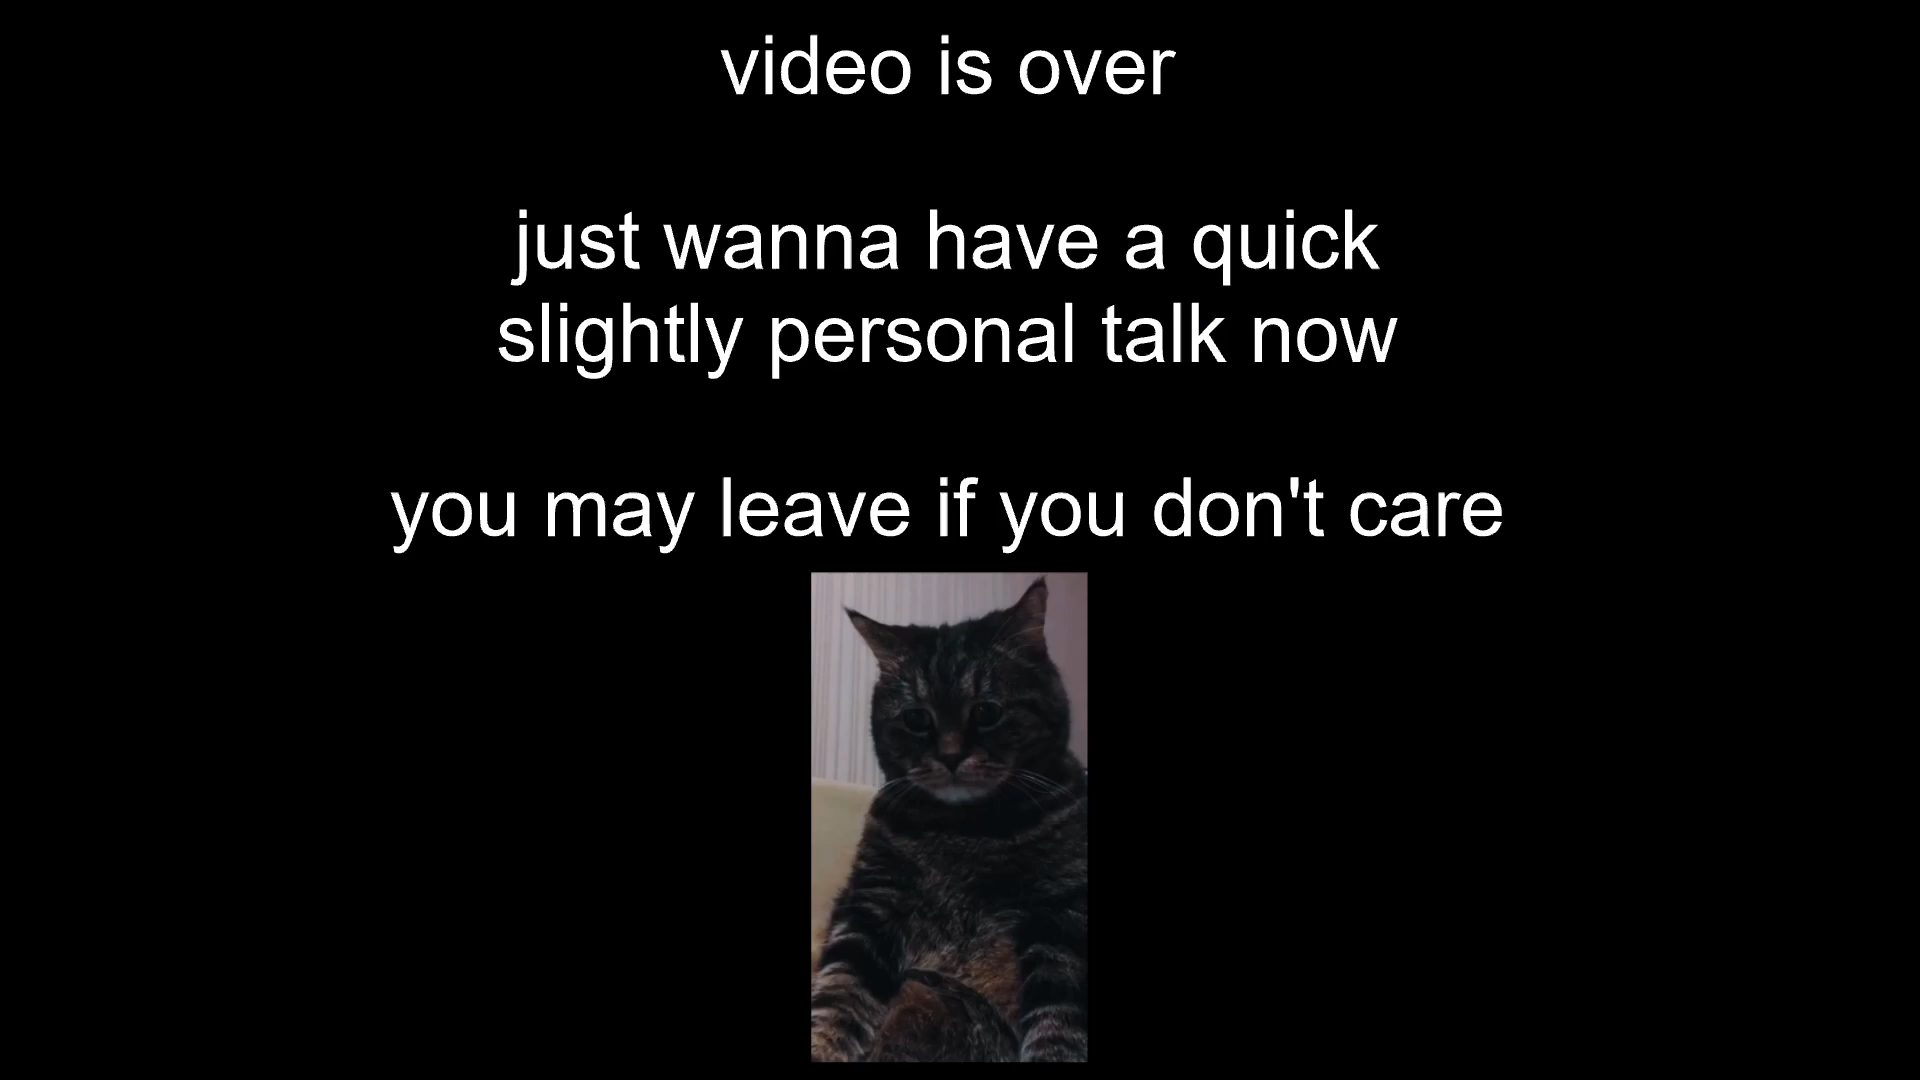 video is over
just wanna have a quick
slightly personal talk now
you may leave if you don't care